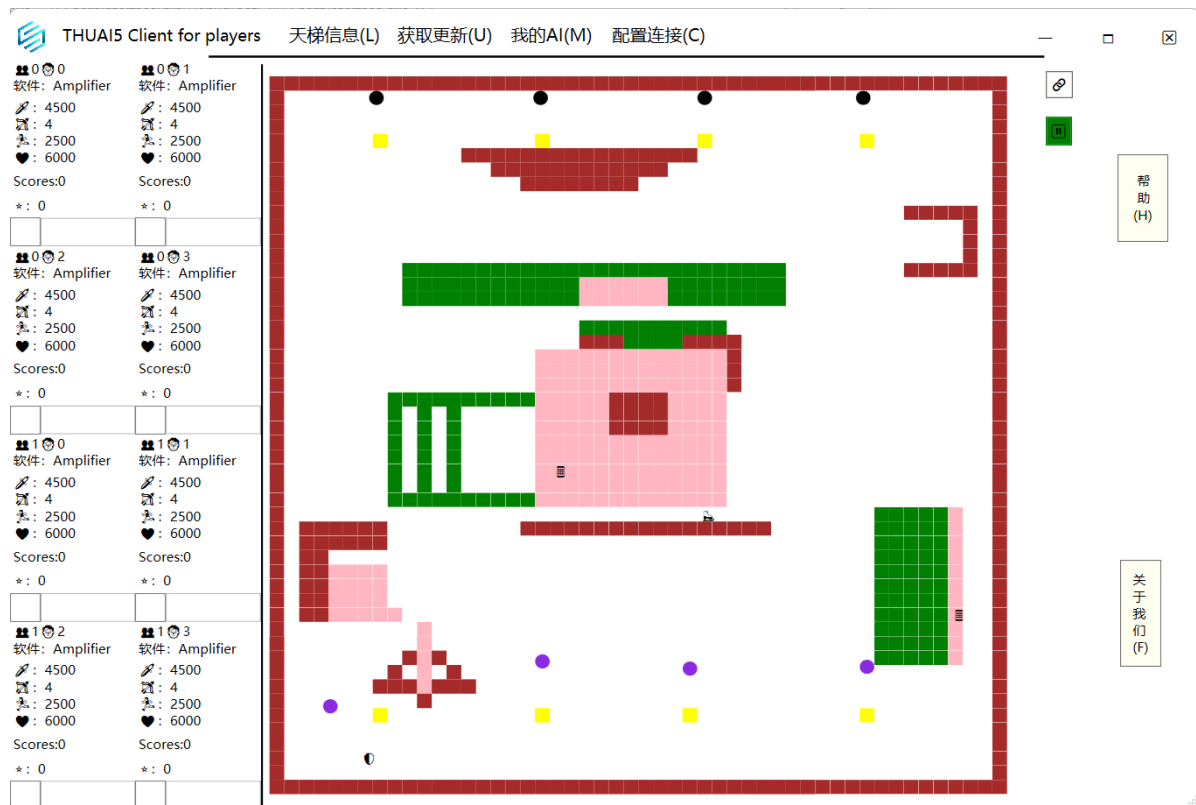 THUAI5 Client for players 天梯信息(L) 获取更新(U) 我的AI(M) 配置连接(C)
👥0😊0 👥0😊1
软件: Amplifier 软件: Amplifier
: 4500 : 4500
: 4 : 4
: 2500 : 2500
: 6000 : 6000
Scores:0 Scores:0
⭐: 0 ⭐: 0
👥0😊2 👥0😊3
软件: Amplifier 软件: Amplifier
: 4500 : 4500
: 4 : 4
: 2500 : 2500
: 6000 : 6000
Scores:0 Scores:0
⭐: 0 ⭐: 0
👥1😊0 👥1😊1
软件: Amplifier 软件: Amplifier
: 4500 : 4500
: 4 : 4
: 2500 : 2500
: 6000 : 6000
Scores:0 Scores:0
⭐: 0 ⭐: 0
👥1😊2 👥1😊3
软件: Amplifier 软件: Amplifier
: 4500 : 4500
: 4 : 4
: 2500 : 2500
: 6000 : 6000
Scores:0 Scores:0
⭐: 0 ⭐: 0
帮
助
(H)
关
于
我
们
(F)